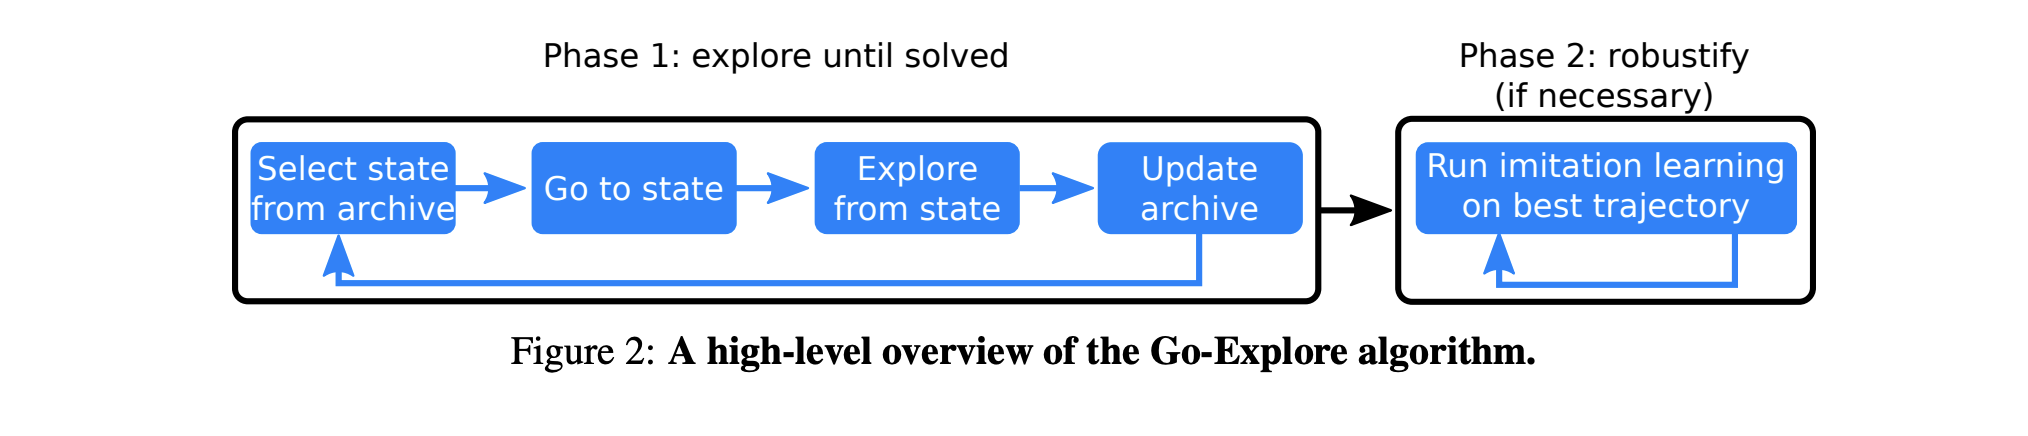 Phase 1: explore until solved
Select state
from archive
Go to state
Explore
from state
Update
archive
Phase 2: robustify
(if necessary)
Run imitation learning
on best trajectory
Figure 2: A high-level overview of the Go-Explore algorithm.